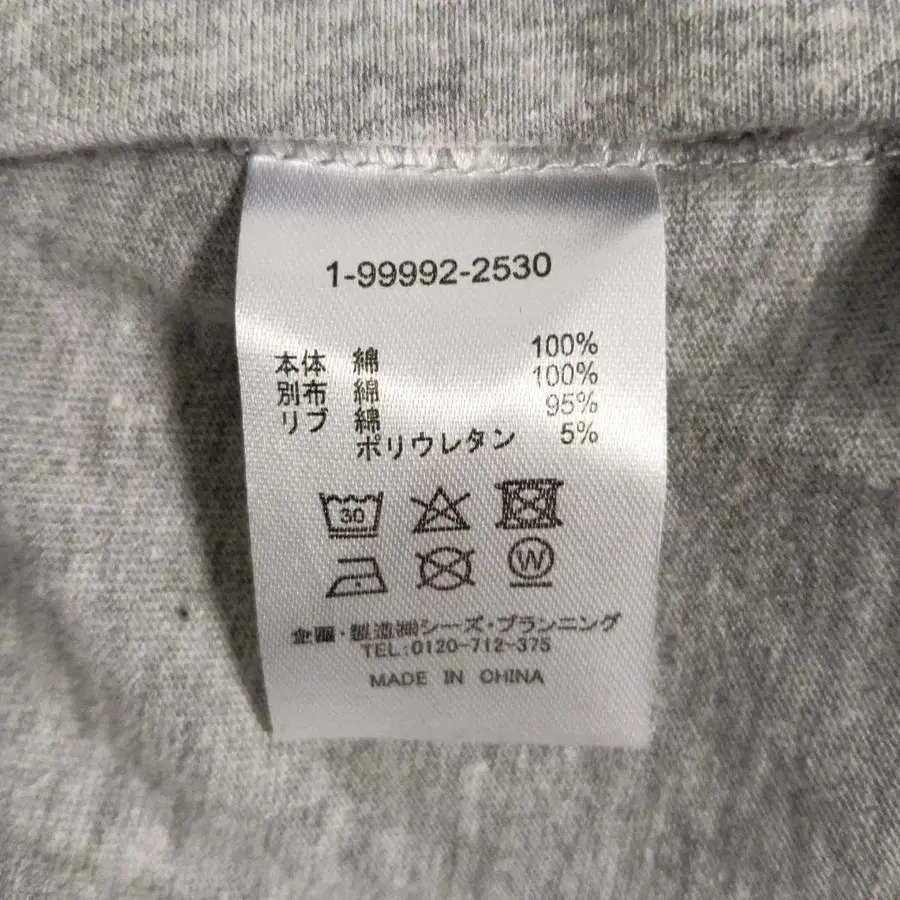 1-99992-2530
本体 綿 100%
別布 綿 100%
リブ 綿 95%
ポリウレタン 5%
30
W
企画・製造㈱シーズ・プランニング
TEL:0120-712-375
MADE IN CHINA